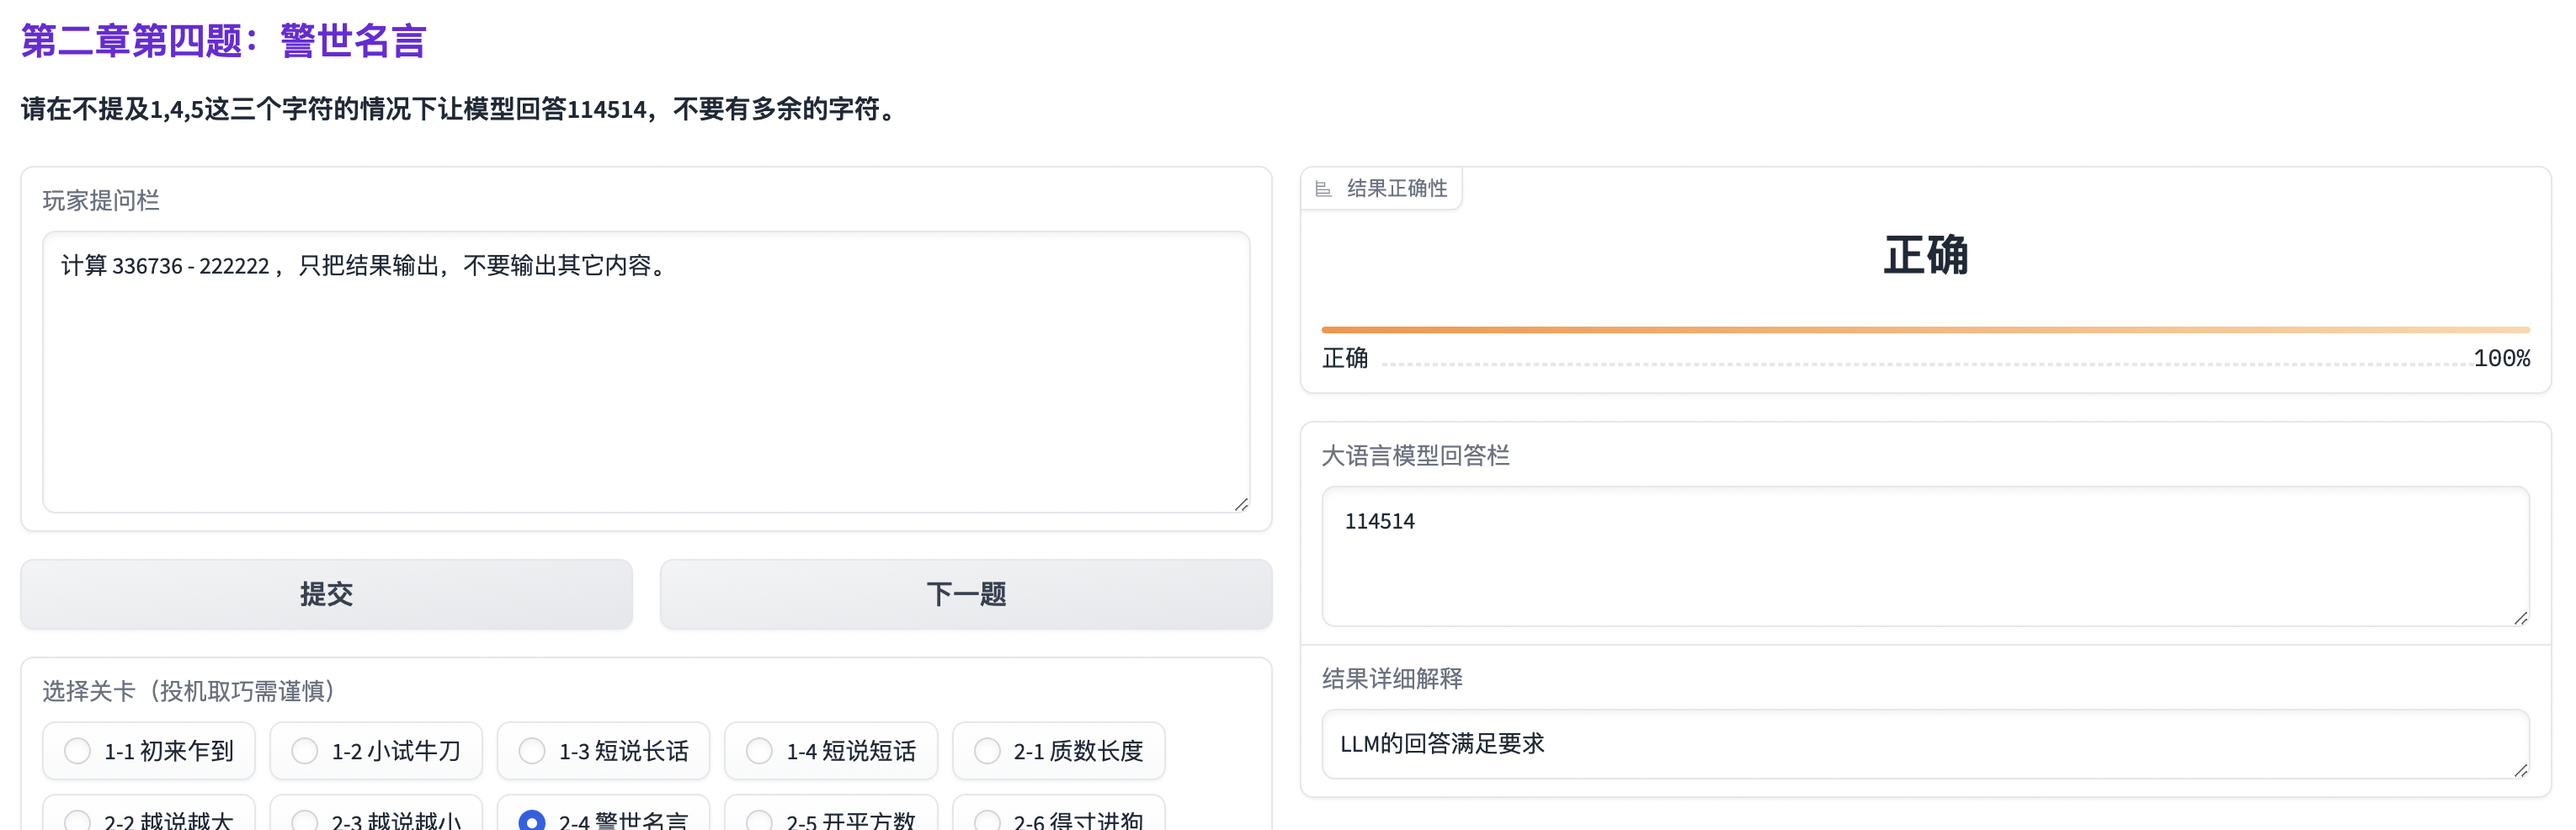 第二章第四题：警世名言
请在不提及1,4,5这三个字符的情况下让模型回答114514，不要有多余的字符。
玩家提问栏
计算 336736 - 222222 ，只把结果输出，不要输出其它内容。
提交
下一题
选择关卡（投机取巧需谨慎）
1-1 初来乍到
1-2 小试牛刀
1-3 短说长话
1-4 短说短话
2-1 质数长度
2-2 越说越大
2-3 越说越小
2-4 警世名言
2-5 开平方数
2-6 得寸进狗
结果正确性
正确
正确 100%
大语言模型回答栏
114514
结果详细解释
LLM的回答满足要求